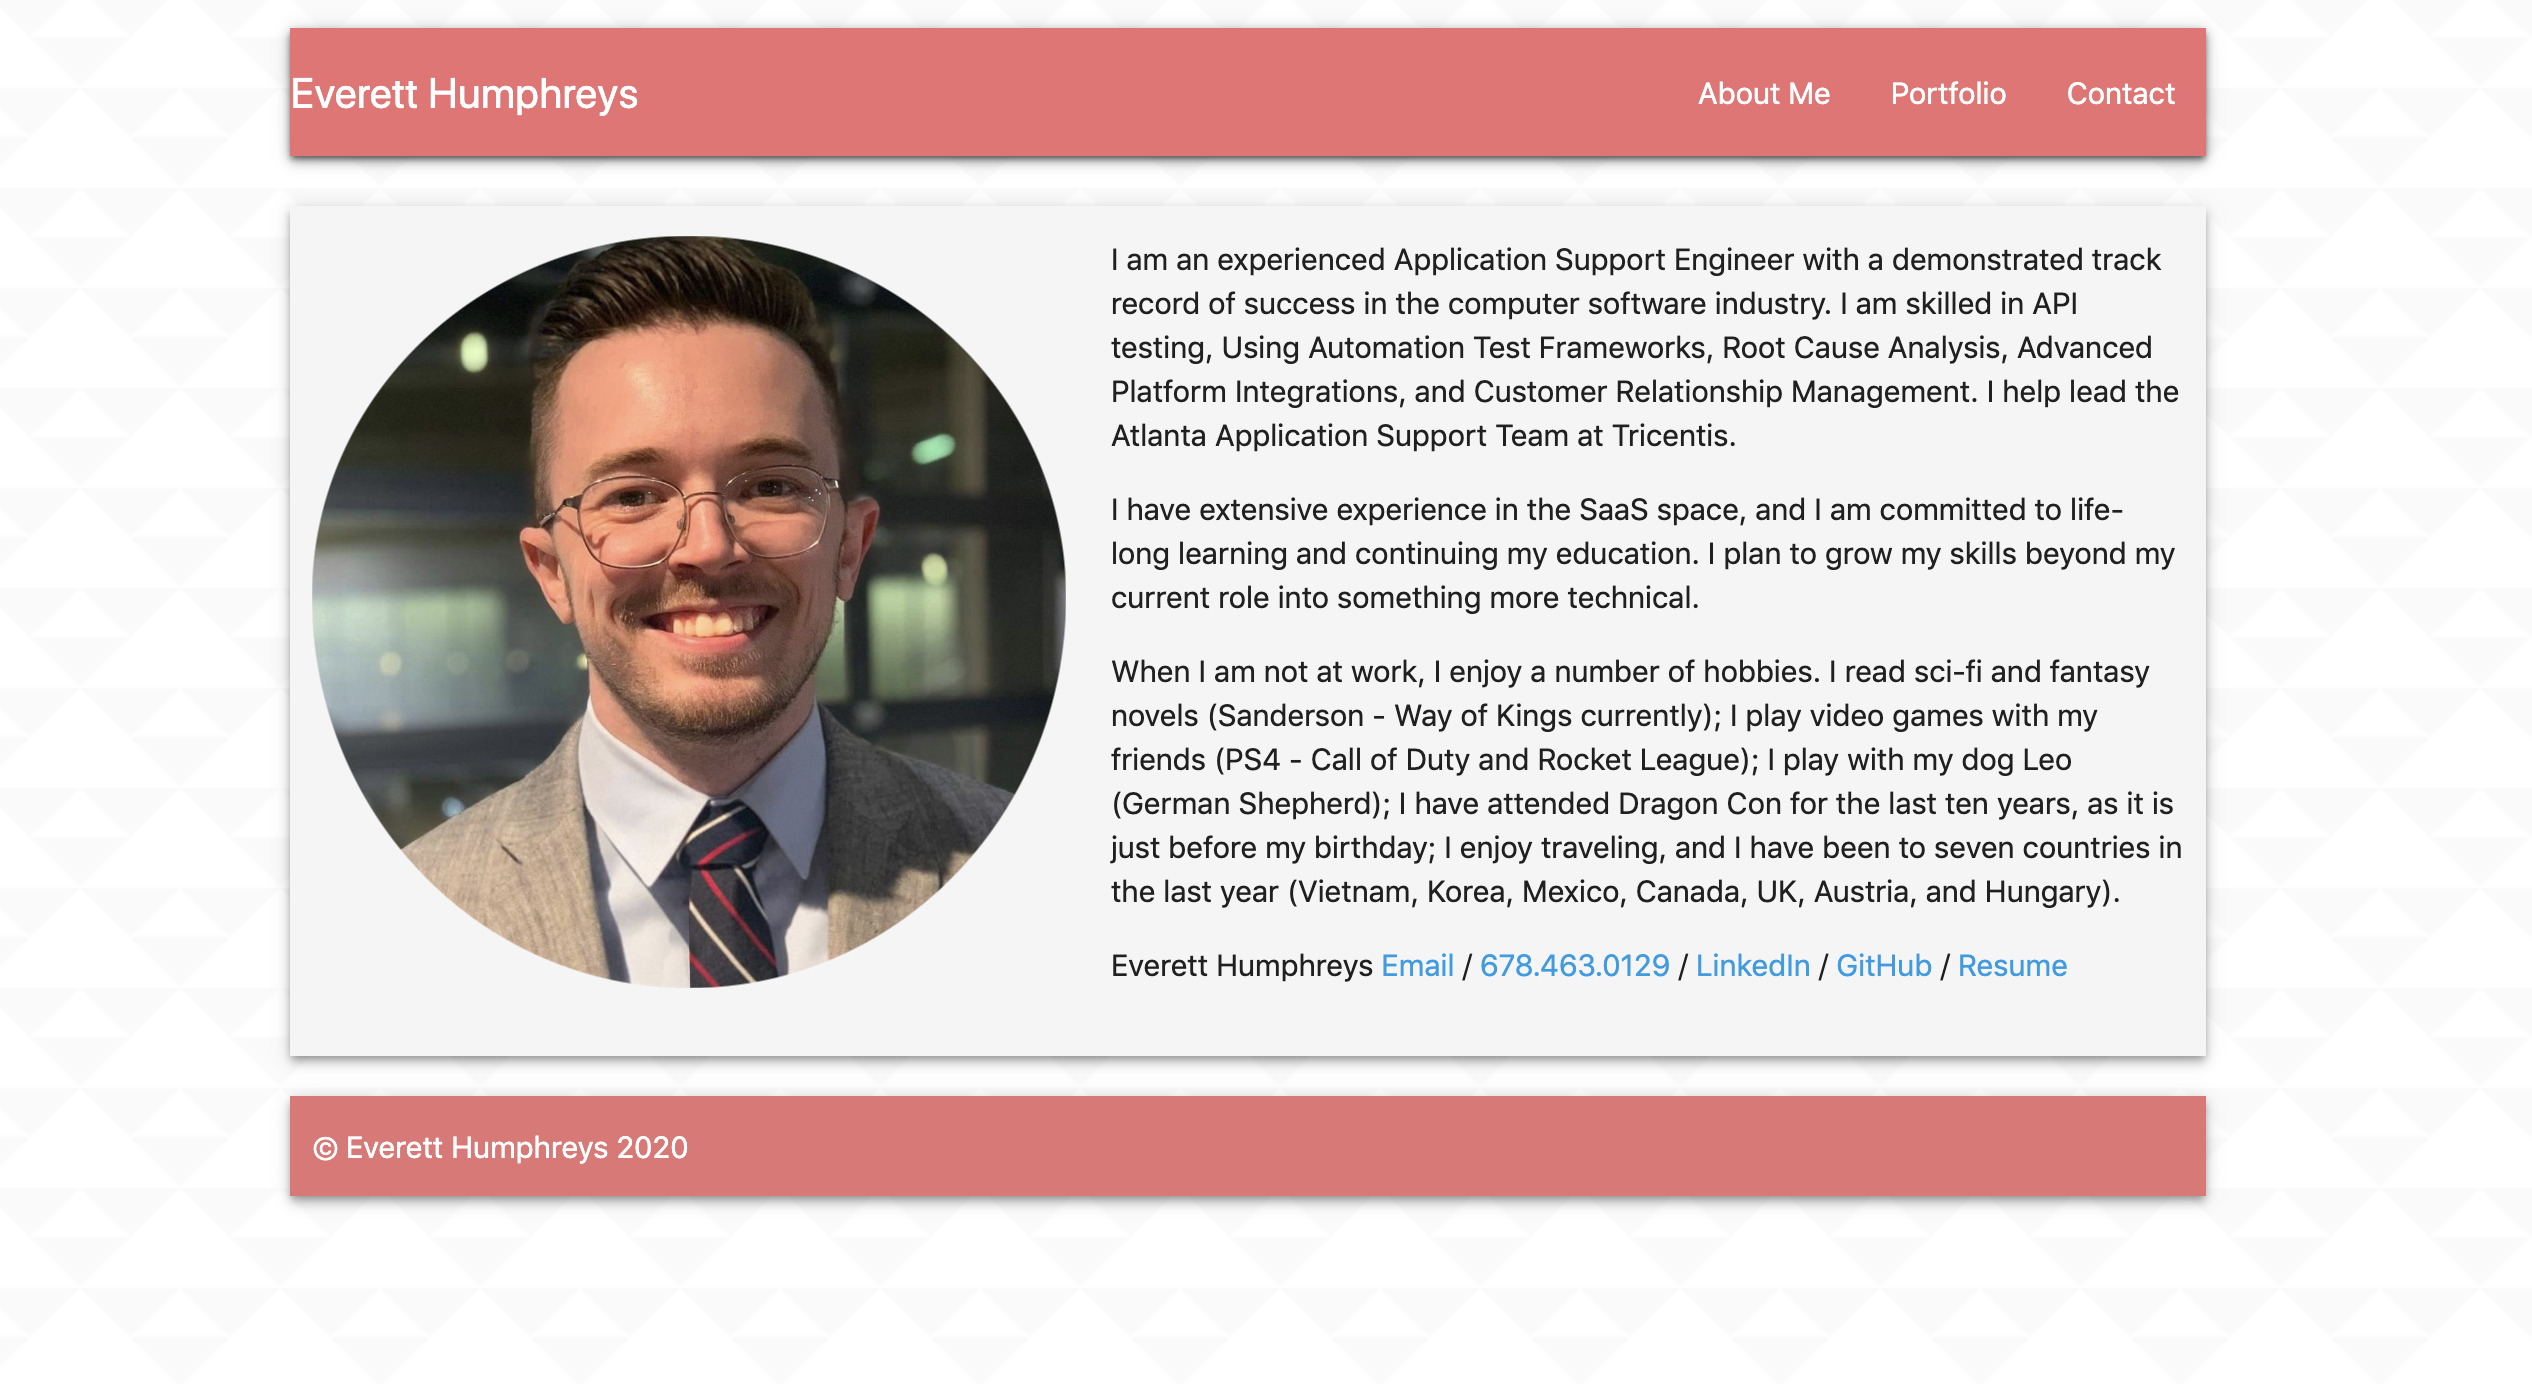 Everett Humphreys
About Me Portfolio Contact
I am an experienced Application Support Engineer with a demonstrated track
record of success in the computer software industry. I am skilled in API
testing, Using Automation Test Frameworks, Root Cause Analysis, Advanced
Platform Integrations, and Customer Relationship Management. I help lead the
Atlanta Application Support Team at Tricentis.
I have extensive experience in the SaaS space, and I am committed to life-
long learning and continuing my education. I plan to grow my skills beyond my
current role into something more technical.
When I am not at work, I enjoy a number of hobbies. I read sci-fi and fantasy
novels (Sanderson - Way of Kings currently); I play video games with my
friends (PS4 - Call of Duty and Rocket League); I play with my dog Leo
(German Shepherd); I have attended Dragon Con for the last ten years, as it is
just before my birthday; I enjoy traveling, and I have been to seven countries in
the last year (Vietnam, Korea, Mexico, Canada, UK, Austria, and Hungary).
Everett Humphreys Email / 678.463.0129 / LinkedIn / GitHub / Resume
© Everett Humphreys 2020